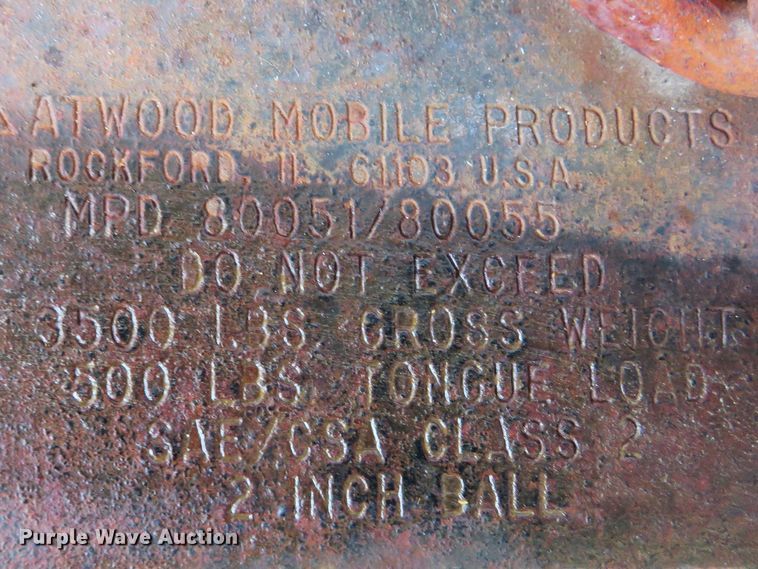 ATWOOD MOBILE PRODUCTS
ROCKFORD, IL 61103 U.S.A.
MPD 80051/80055
DO NOT EXCEED
3500 LBS. GROSS WEIGHT
500 LBS. TONGUE LOAD
SAE/CSA CLASS 2
2 INCH BALL
Purple Wave Auction